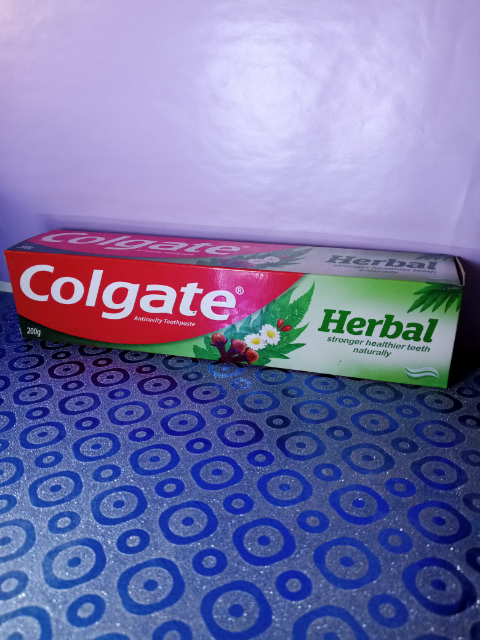 Colgate
Herbal
stronger healthier teeth
Colgate®
Anticavity Toothpaste
200g
Herbal
stronger healthier teeth
naturally